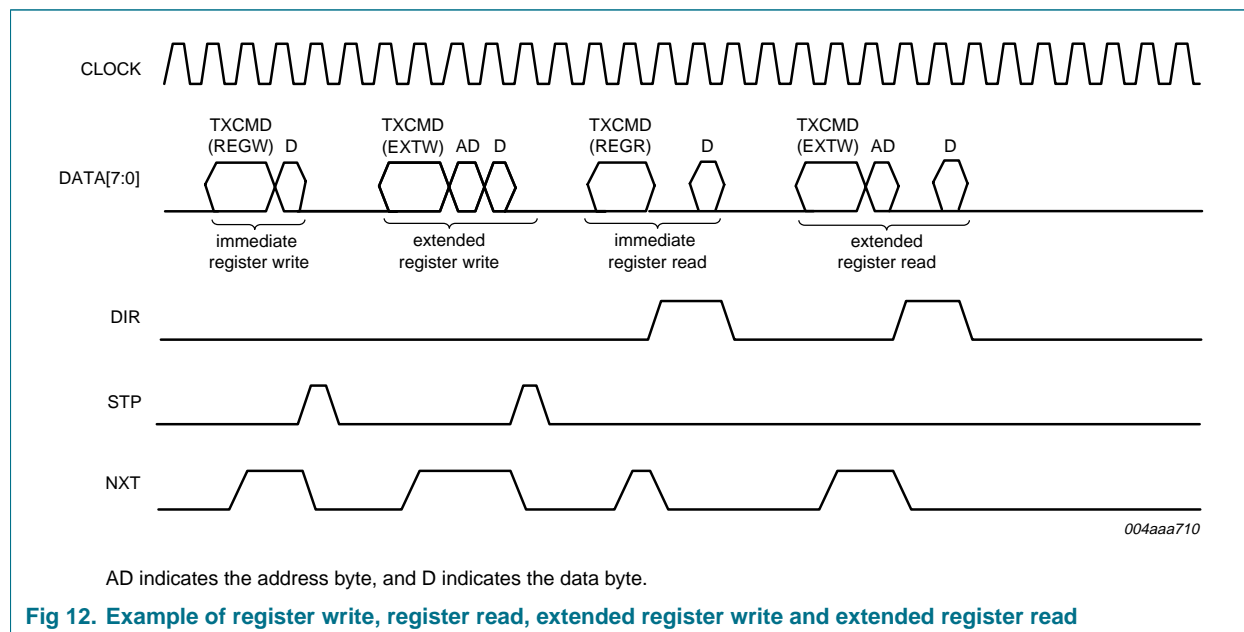 CLOCK
TXCMD
(REGW) D
TXCMD
(EXTW) AD D
TXCMD
(REGR) D
TXCMD
(EXTW) AD D
DATA[7:0]
immediate
register write
extended
register write
immediate
register read
extended
register read
DIR
STP
NXT
004aaa710
AD indicates the address byte, and D indicates the data byte.
Fig 12. Example of register write, register read, extended register write and extended register read